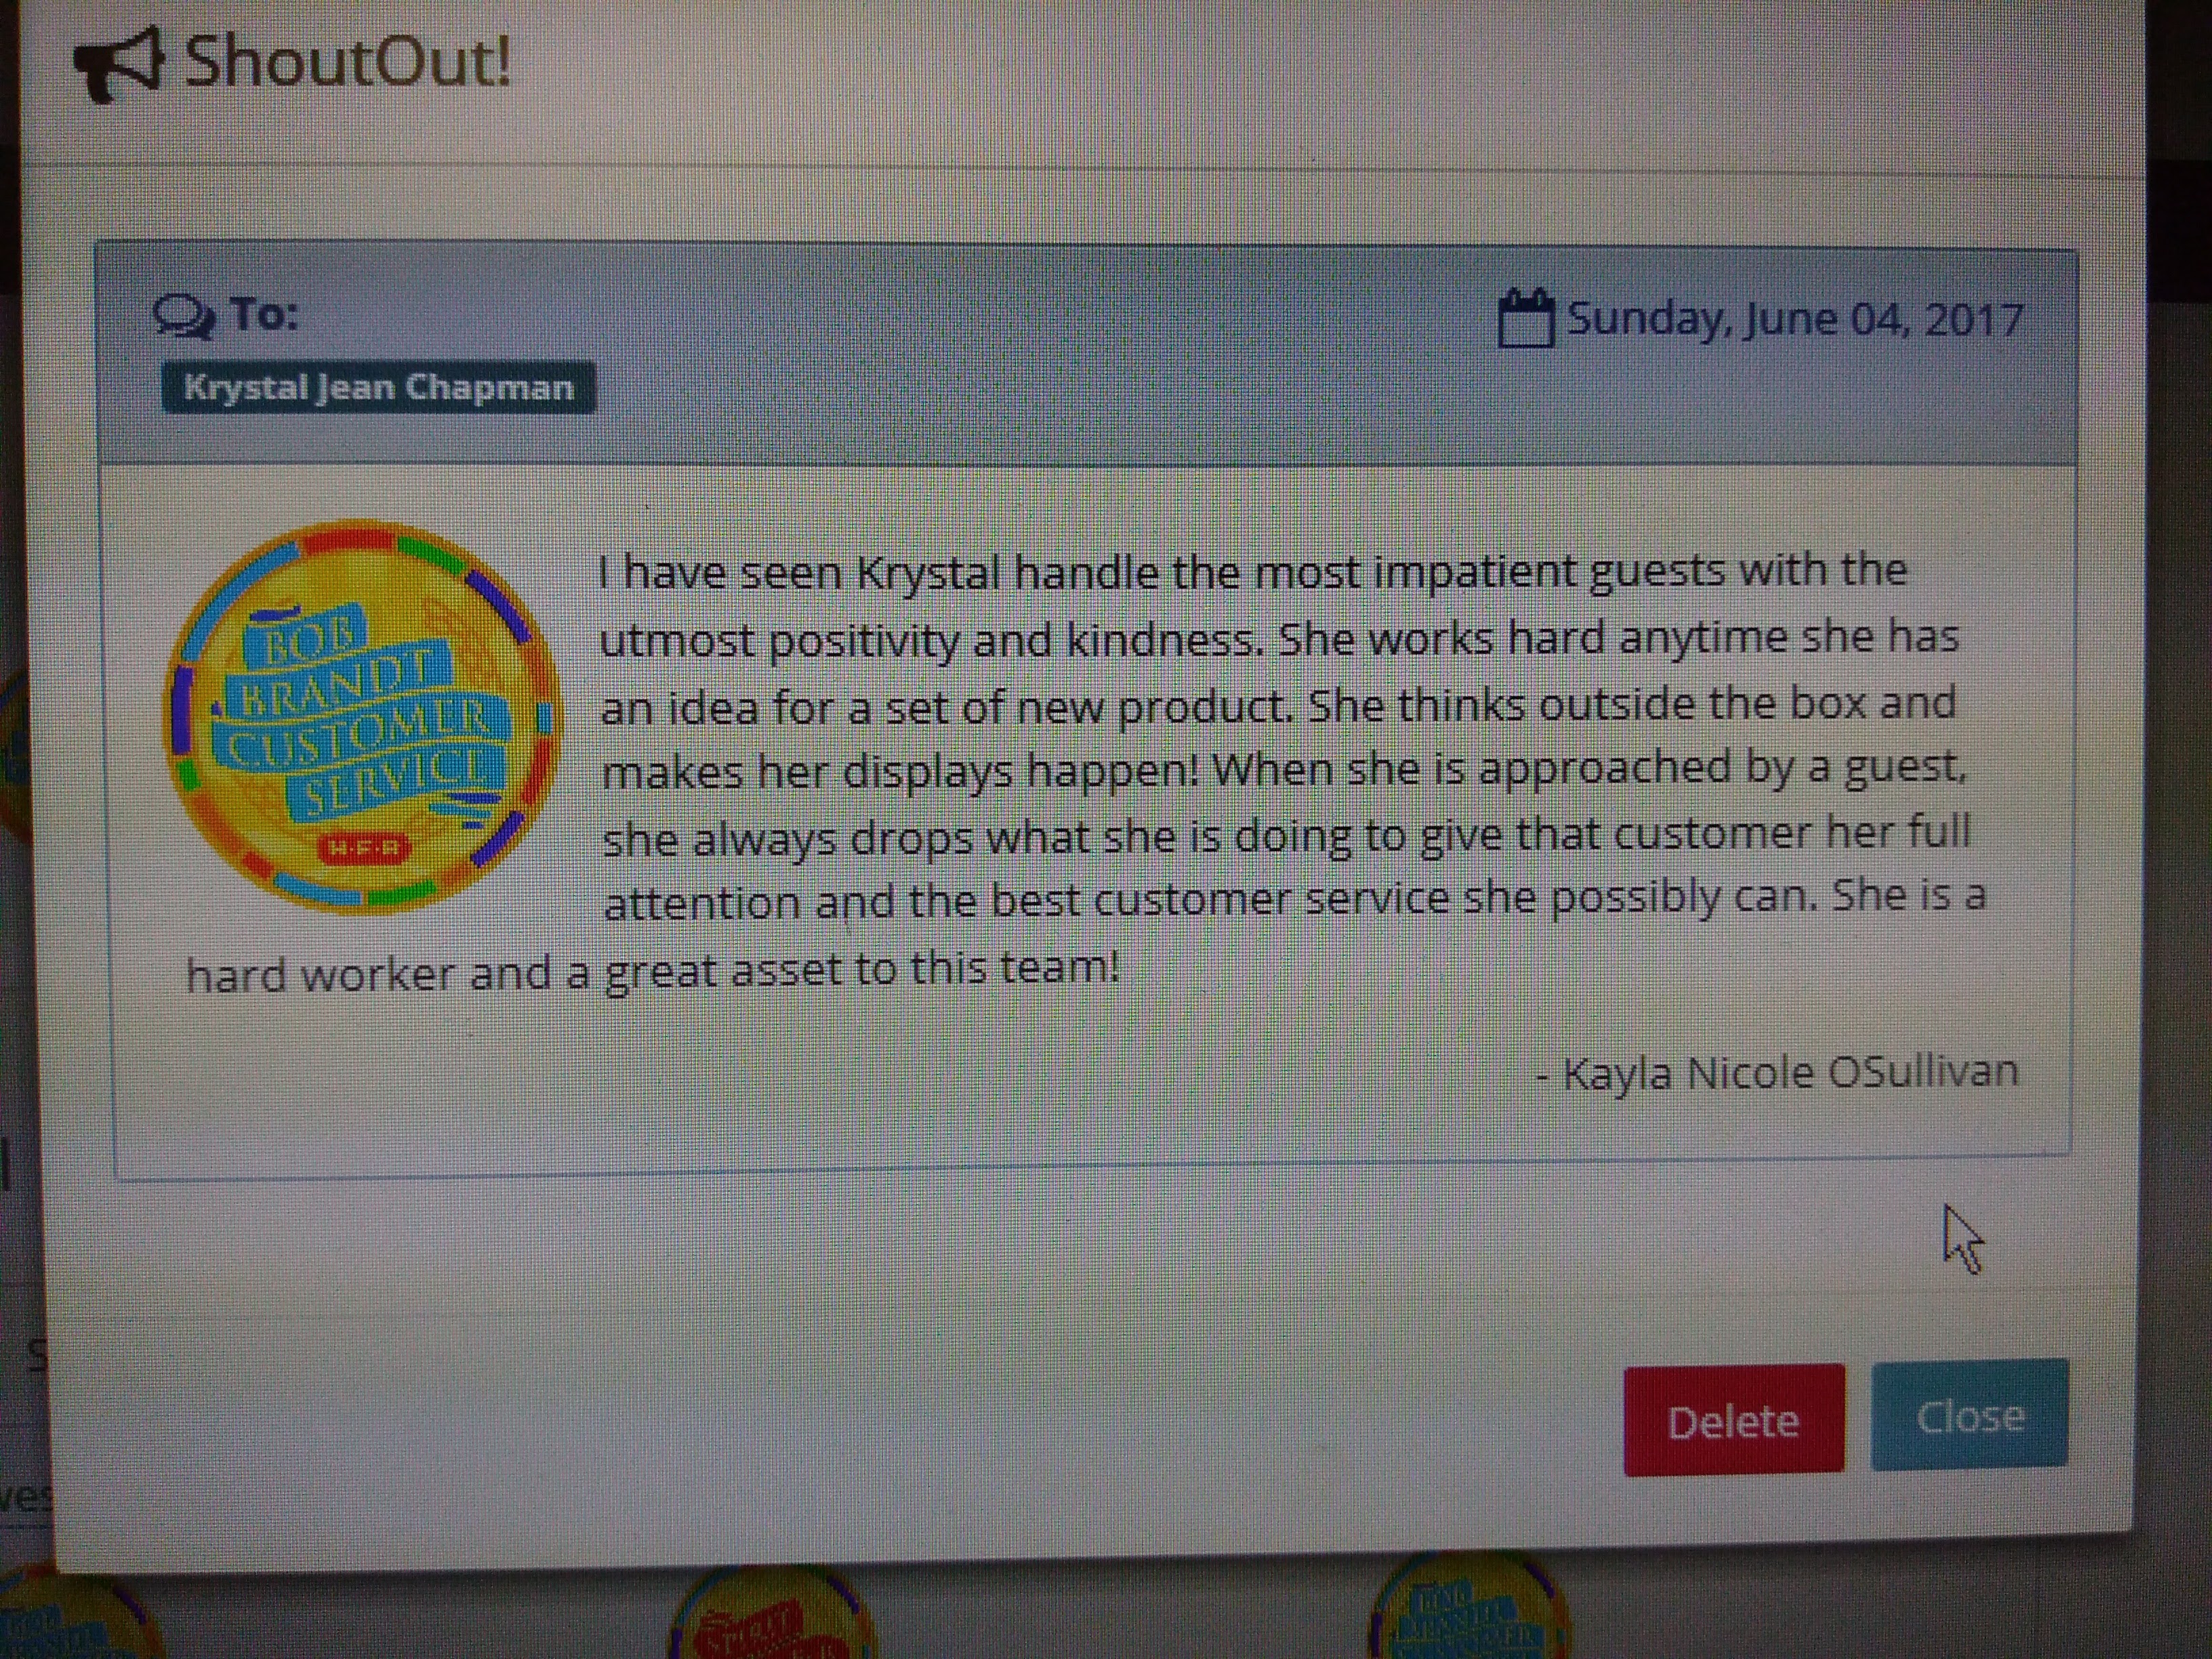 ShoutOut!
To:
Sunday, June 04, 2017
Krystal Jean Chapman
BOB
BRANDT
CUSTOMER
SERVICE
H-E-B
I have seen Krystal handle the most impatient guests with the
utmost positivity and kindness. She works hard anytime she has
an idea for a set of new product. She thinks outside the box and
makes her displays happen! When she is approached by a guest,
she always drops what she is doing to give that customer her full
attention and the best customer service she possibly can. She is a
hard worker and a great asset to this team!
- Kayla Nicole OSullivan
Delete
Close
SPIRIT